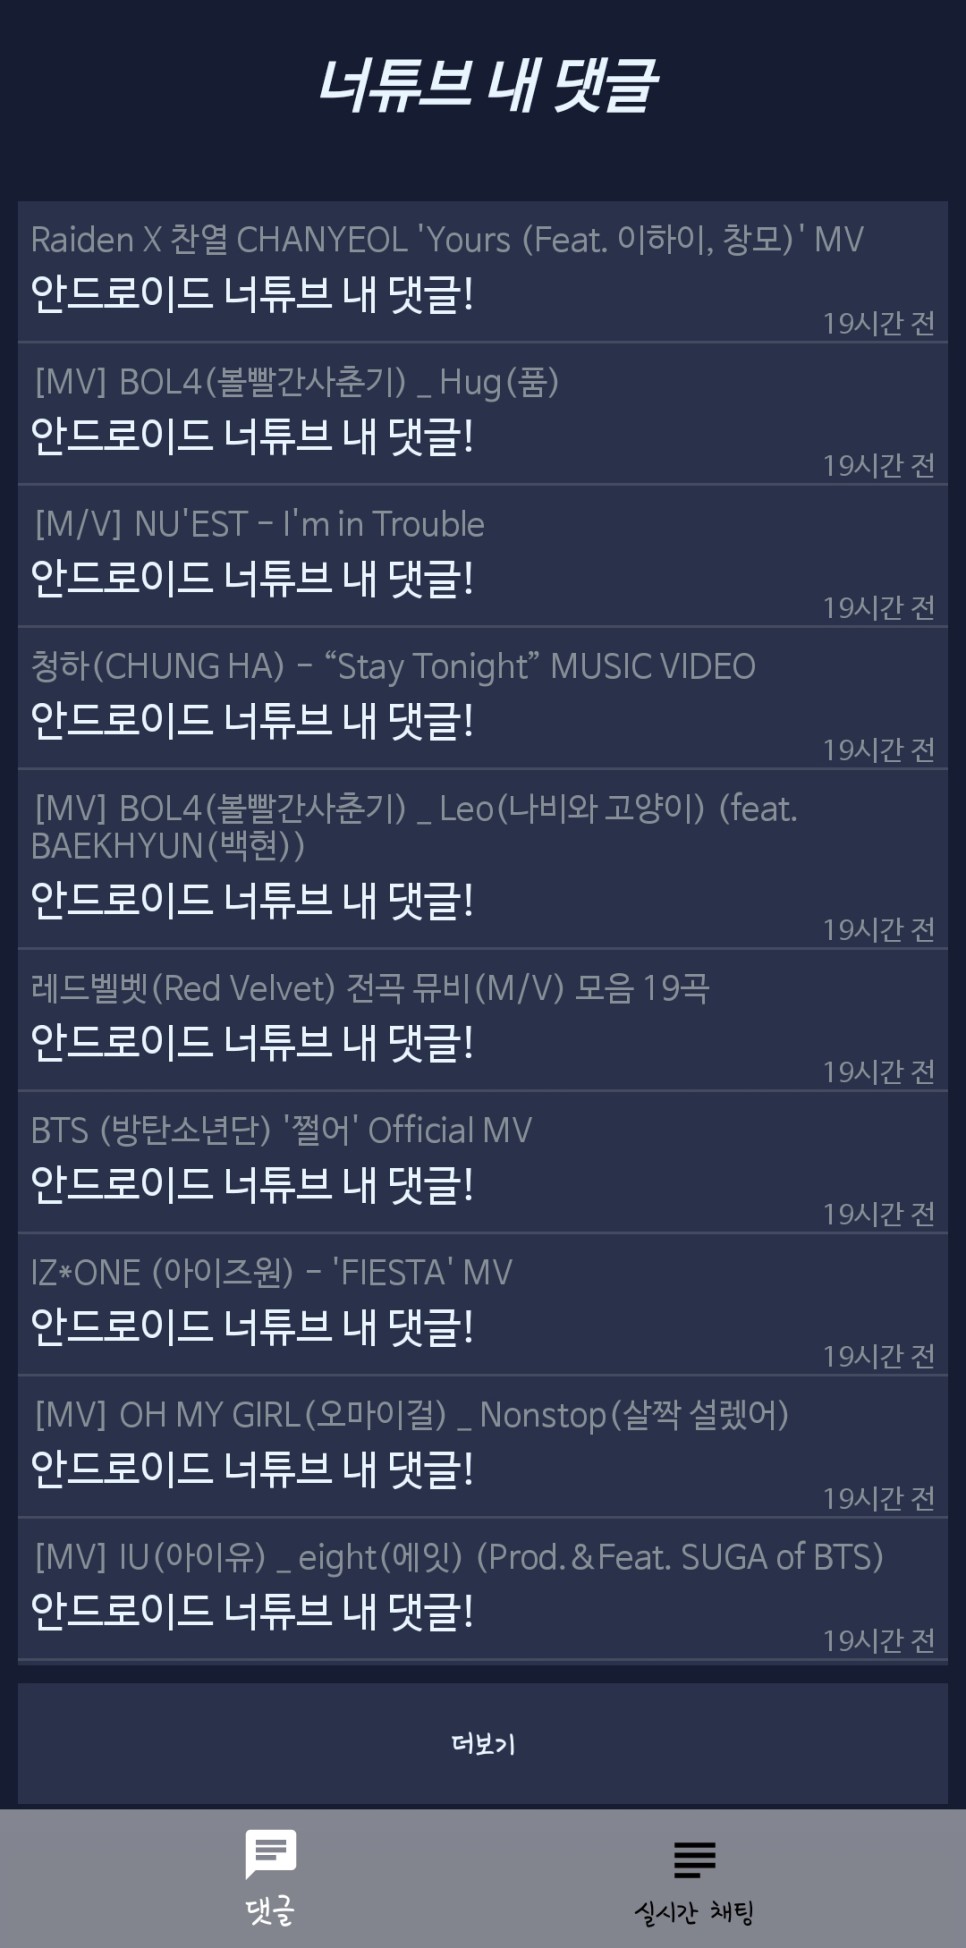 너튜브 내 댓글
Raiden X 찬열 CHANYEOL 'Yours (Feat. 이하이, 창모)' MV
안드로이드 너튜브 내 댓글!
19시간 전
[MV] BOL4(볼빨간사춘기) _ Hug(품)
안드로이드 너튜브 내 댓글!
19시간 전
[M/V] NU'EST - I'm in Trouble
안드로이드 너튜브 내 댓글!
19시간 전
청하(CHUNG HA) - “Stay Tonight” MUSIC VIDEO
안드로이드 너튜브 내 댓글!
19시간 전
[MV] BOL4(볼빨간사춘기) _ Leo(나비와 고양이) (feat.
BAEKHYUN(백현))
안드로이드 너튜브 내 댓글!
19시간 전
레드벨벳(Red Velvet) 전곡 뮤비(M/V) 모음 19곡
안드로이드 너튜브 내 댓글!
19시간 전
BTS (방탄소년단) '쩔어' Official MV
안드로이드 너튜브 내 댓글!
19시간 전
IZ*ONE (아이즈원) - 'FIESTA' MV
안드로이드 너튜브 내 댓글!
19시간 전
[MV] OH MY GIRL(오마이걸) _ Nonstop(살짝 설렜어)
안드로이드 너튜브 내 댓글!
19시간 전
[MV] IU(아이유) _ eight(에잇) (Prod.&Feat. SUGA of BTS)
안드로이드 너튜브 내 댓글!
19시간 전
더보기
댓글
실시간 채팅